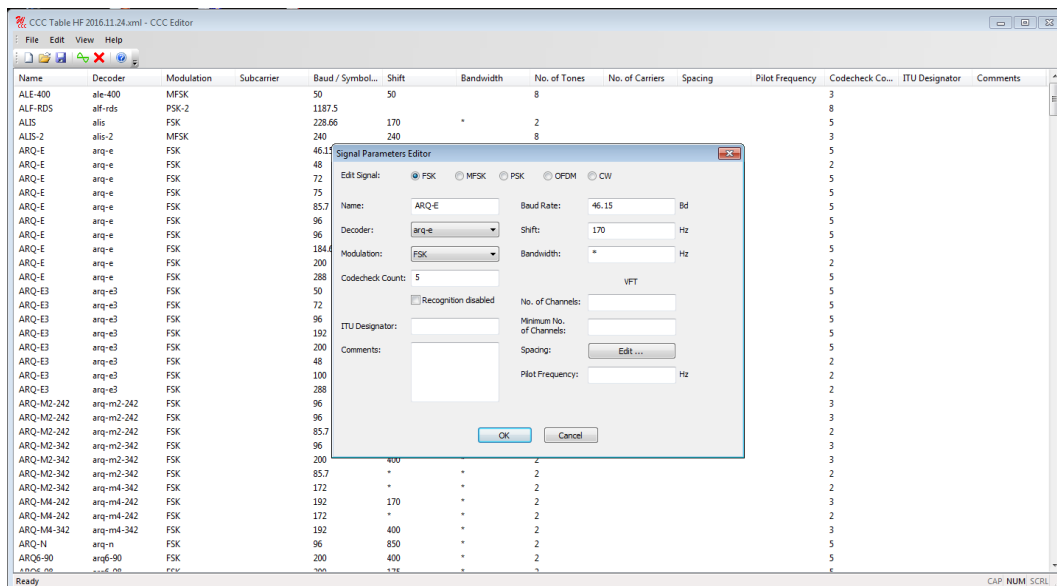 CCC Table HF 2016.11.24.xml - CCC Editor
File Edit View Help
Name Decoder Modulation Subcarrier Baud / Symbol... Shift Bandwidth No. of Tones No. of Carriers Spacing Pilot Frequency Codecheck Co... ITU Designator Comments
ALE-400 ale-400 MFSK 50 50 8 3
ALF-RDS alf-rds PSK-2 1187.5 8
ALIS alis FSK 228.66 170 * 2 5
ALIS-2 alis-2 MFSK 240 240 8 3
ARQ-E arq-e FSK 46.15 5
ARQ-E arq-e FSK 48 2
ARQ-E arq-e FSK 72 5
ARQ-E arq-e FSK 75 5
ARQ-E arq-e FSK 85.7 5
ARQ-E arq-e FSK 96 5
ARQ-E arq-e FSK 96 5
ARQ-E arq-e FSK 184.6 5
ARQ-E arq-e FSK 200 2
ARQ-E arq-e FSK 288 5
ARQ-E3 arq-e3 FSK 50 5
ARQ-E3 arq-e3 FSK 72 5
ARQ-E3 arq-e3 FSK 96 5
ARQ-E3 arq-e3 FSK 192 5
ARQ-E3 arq-e3 FSK 200 5
ARQ-E3 arq-e3 FSK 48 2
ARQ-E3 arq-e3 FSK 100 2
ARQ-E3 arq-e3 FSK 288 2
ARQ-M2-242 arq-m2-242 FSK 96 3
ARQ-M2-242 arq-m2-242 FSK 96 3
ARQ-M2-242 arq-m2-242 FSK 85.7 2
ARQ-M2-342 arq-m2-342 FSK 96 3
ARQ-M2-342 arq-m2-342 FSK 200 400 * 2 3
ARQ-M2-342 arq-m2-342 FSK 85.7 * * 2 2
ARQ-M2-342 arq-m4-242 FSK 172 * * 2 2
ARQ-M4-242 arq-m4-242 FSK 192 170 * 2 3
ARQ-M4-242 arq-m4-242 FSK 172 * * 2 2
ARQ-M4-342 arq-m4-342 FSK 192 400 * 2 3
ARQ-N arq-n FSK 96 850 * 2 5
ARQ6-90 arq6-90 FSK 200 400 * 2 5
ARQ6-98 arq6-98 FSK 200 175 * 2 5
Signal Parameters Editor
Edit Signal: FSK MFSK PSK OFDM CW
Name: ARQ-E Baud Rate: 46.15 Bd
Decoder: arq-e Shift: 170 Hz
Modulation: FSK Bandwidth: * Hz
Codecheck Count: 5 VFT
Recognition disabled No. of Channels:
ITU Designator: Minimum No. of Channels:
Comments: Spacing: Edit ...
Pilot Frequency: Hz
OK Cancel
Ready CAP NUM SCRL